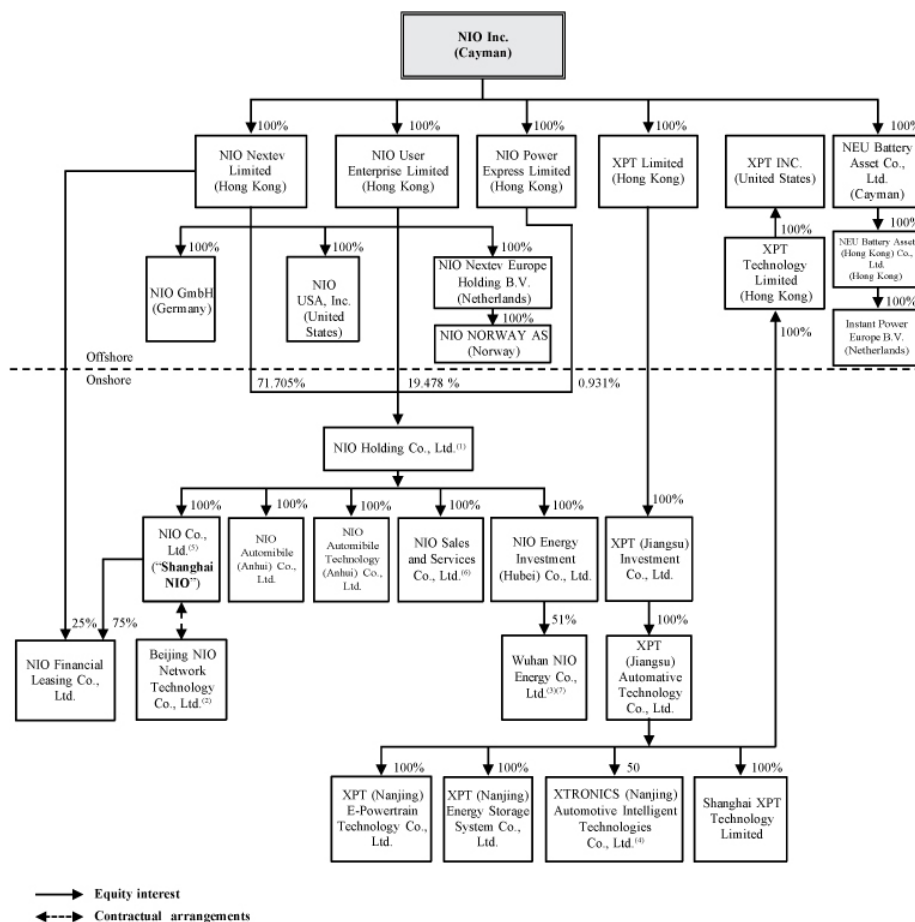 NIO Inc.
(Cayman)
100%
100%
100%
100%
100%
NIO Nextev
Limited
(Hong Kong)
NIO User
Enterprise Limited
(Hong Kong)
NIO Power
Express Limited
(Hong Kong)
XPT Limited
(Hong Kong)
XPT INC.
(United States)
NEU Battery
Asset Co.,
Ltd.
(Cayman)
100%
100%
100%
100%
100%
NIO GmbH
(Germany)
NIO
USA, Inc.
(United
States)
NIO Nextev Europe
Holding B.V.
(Netherlands)
XPT
Technology
Limited
(Hong Kong)
NEU Battery Asset
(Hong Kong) Co.,
Ltd.
(Hong Kong)
100%
100%
100%
NIO NORWAY AS
(Norway)
Instant Power
Europe B.V.
(Netherlands)
Offshore
Onshore
71.705%
19.478 %
0.931%
NIO Holding Co., Ltd.(1)
100%
100%
100%
100%
100%
100%
NIO Co.,
Ltd.(5)
("Shanghai
NIO")
NIO
Automibile
(Anhui) Co.,
Ltd.
NIO
Automibile
Technology
(Anhui) Co.,
Ltd.
NIO Sales
and Services
Co., Ltd.(6)
NIO Energy
Investment
(Hubei) Co., Ltd.
XPT (Jiangsu)
Investment
Co., Ltd.
25%
75%
51%
100%
NIO Financial
Leasing Co.,
Ltd.
Beijing NIO
Network
Technology
Co., Ltd.(2)
Wuhan NIO
Energy Co.,
Ltd.(3)(7)
XPT
(Jiangsu)
Automative
Technology
Co., Ltd.
100%
100%
50
100%
XPT (Nanjing)
E-Powertrain
Technology Co.,
Ltd.
XPT (Nanjing)
Energy Storage
System Co.,
Ltd.
XTRONICS (Nanjing)
Automotive Intelligent
Technologies
Co., Ltd.(4)
Shanghai XPT
Technology
Limited
Equity interest
Contractual arrangements